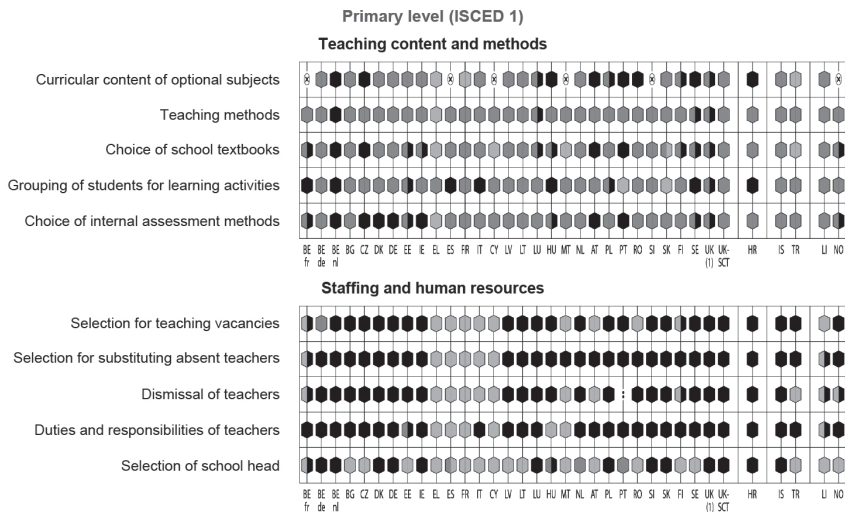 Primary level (ISCED 1)
Teaching content and methods
Curricular content of optional subjects
Teaching methods
Choice of school textbooks
Grouping of students for learning activities
Choice of internal assessment methods
BE fr BE de BE nl BG CZ DK DE EE IE EL ES FR IT CY LV LT LU HU MT NL AT PL PT RO SI SK FI SE UK (1) UK-SCT HR IS TR LI NO
Staffing and human resources
Selection for teaching vacancies
Selection for substituting absent teachers
Dismissal of teachers
Duties and responsibilities of teachers
Selection of school head
BE fr BE de BE nl BG CZ DK DE EE IE EL ES FR IT CY LV LT LU HU MT NL AT PL PT RO SI SK FI SE UK (1) UK-SCT HR IS TR LI NO